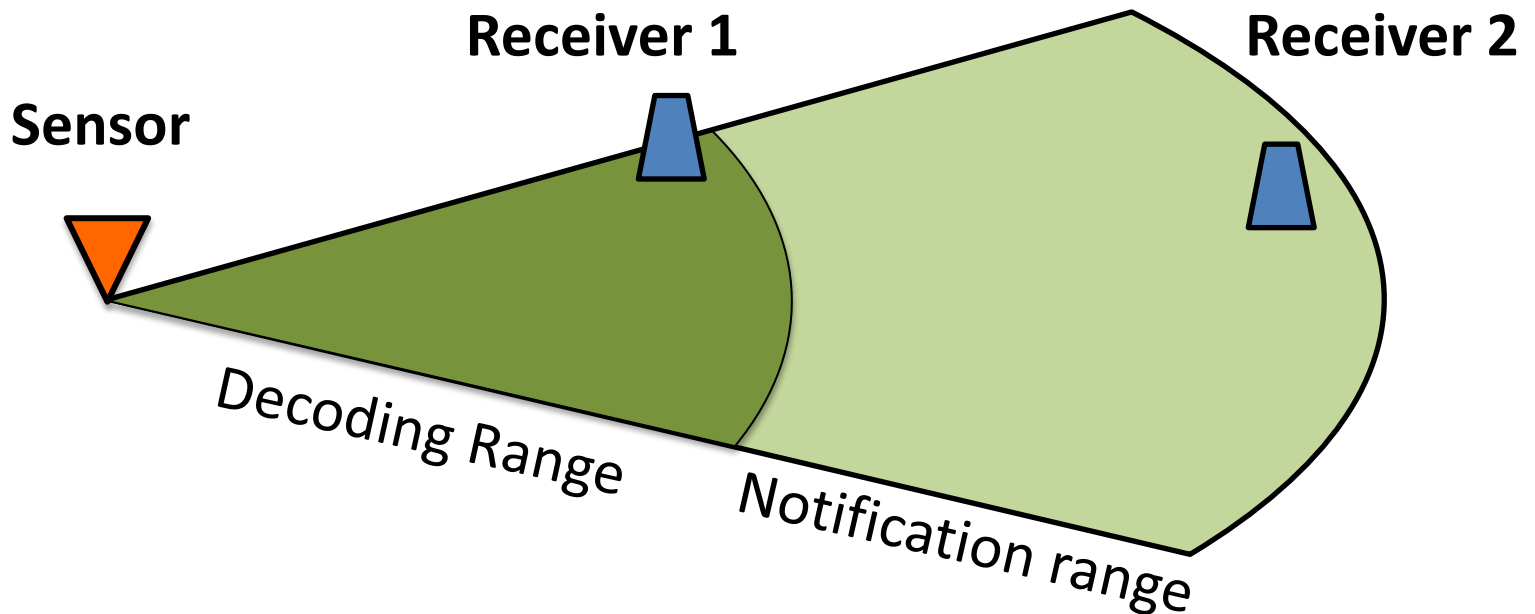 Receiver 1
Receiver 2
Sensor
Decoding Range
Notification range